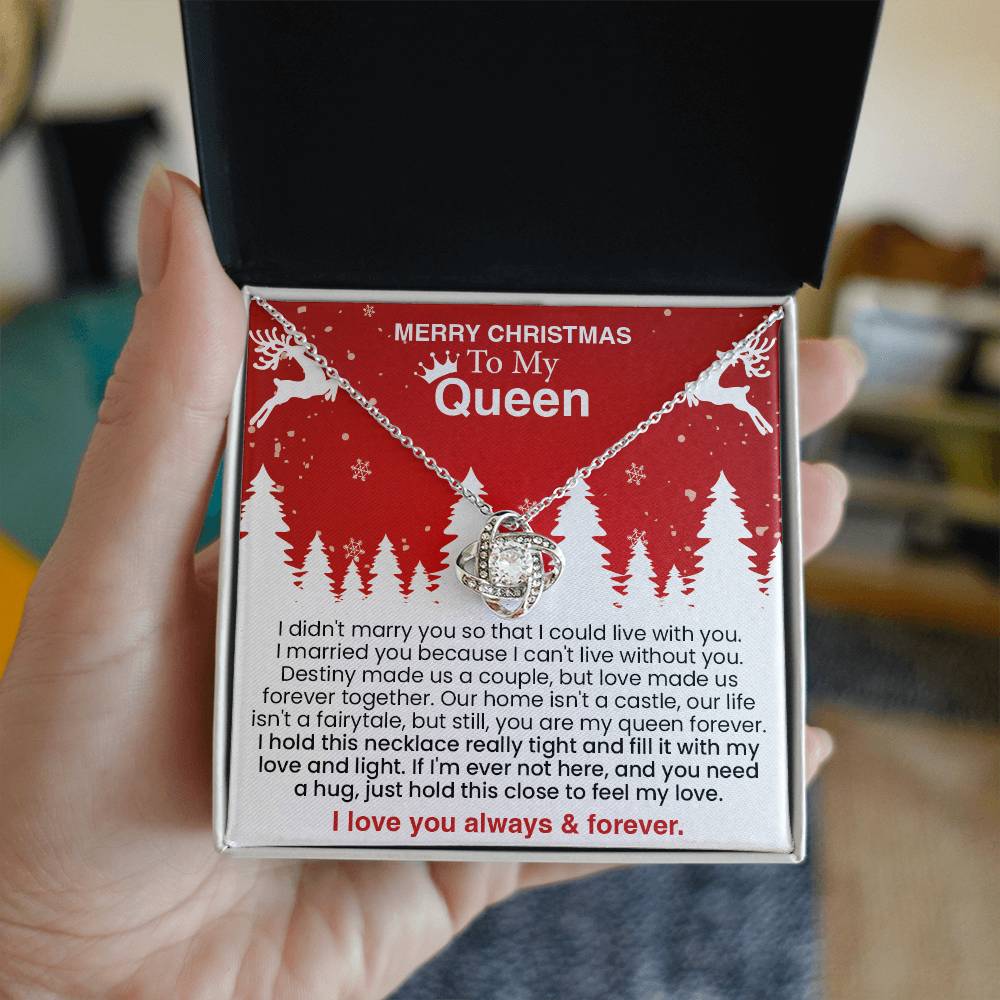 MERRY CHRISTMAS
To My
Queen
I didn't marry you so that I could live with you.
I married you because I can't live without you.
Destiny made us a couple, but love made us
forever together. Our home isn't a castle, our life
isn't a fairytale, but still, you are my queen forever.
I hold this necklace really tight and fill it with my
love and light. If I'm ever not here, and you need
a hug, just hold this close to feel my love.
I love you always & forever.